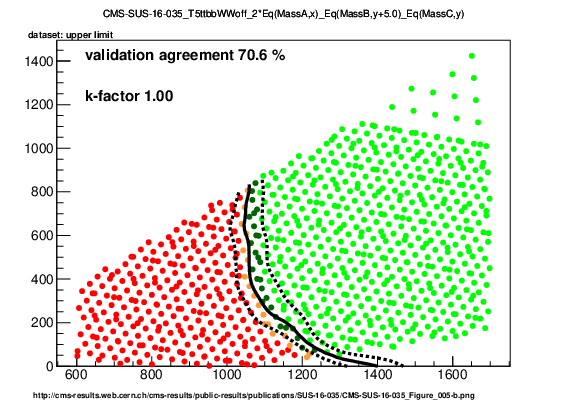 CMS-SUS-16-035_T5ttbbWWoff_2*Eq(MassA,x)_Eq(MassB,y+5.0)_Eq(MassC,y)
dataset: upper limit
validation agreement 70.6 %
k-factor 1.00
1400
1200
1000
800
600
400
200
0
600 800 1000 1200 1400 1600
http://cms-results.web.cern.ch/cms-results/public-results/publications/SUS-16-035/CMS-SUS-16-035_Figure_005-b.png